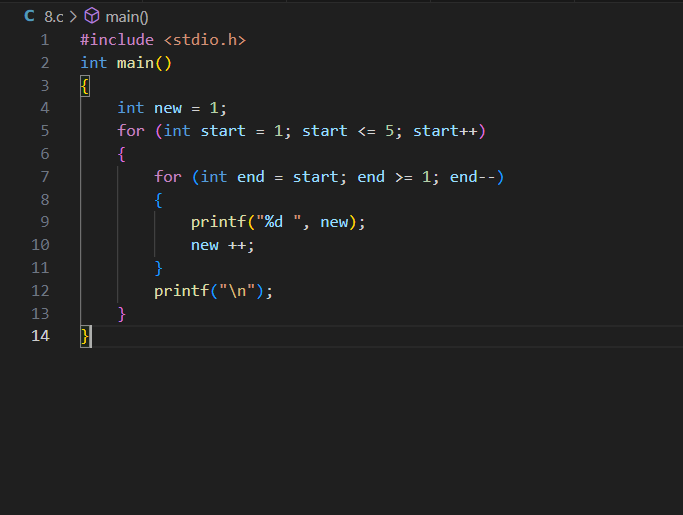 C 8.c > main()
1 #include <stdio.h>
2 int main()
3 {
4     int new = 1;
5     for (int start = 1; start <= 5; start++)
6     {
7         for (int end = start; end >= 1; end--)
8         {
9             printf("%d ", new);
10             new ++;
11         }
12         printf("\n");
13     }
14 }